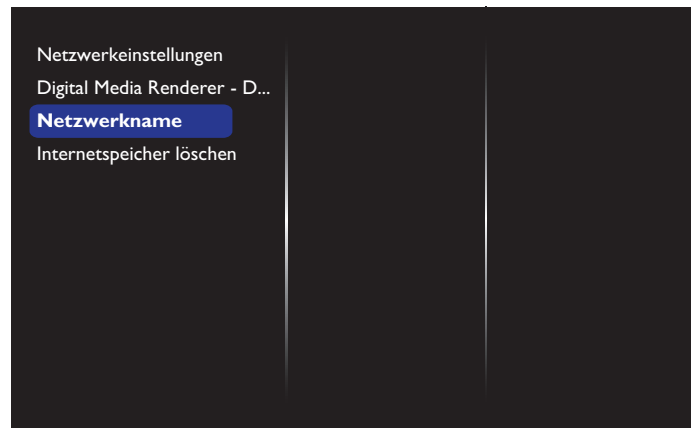 Netzwerkeinstellungen
Digital Media Renderer - D...
Netzwerkname
Internetspeicher löschen